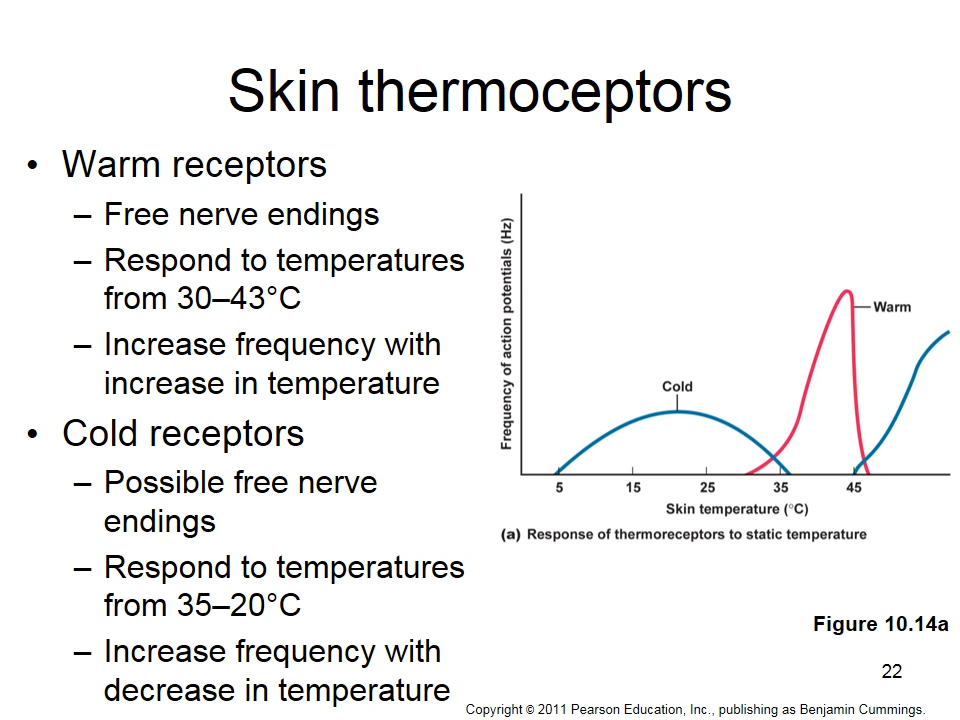 Skin thermoceptors
• Warm receptors
– Free nerve endings
– Respond to temperatures
from 30–43°C
– Increase frequency with
increase in temperature
• Cold receptors
– Possible free nerve
endings
– Respond to temperatures
from 35–20°C
– Increase frequency with
decrease in temperature
Frequency of action potentials (Hz)
Warm
Cold
5 15 25 35 45
Skin temperature (°C)
(a) Response of thermoreceptors to static temperature
Figure 10.14a
22
Copyright © 2011 Pearson Education, Inc., publishing as Benjamin Cummings.